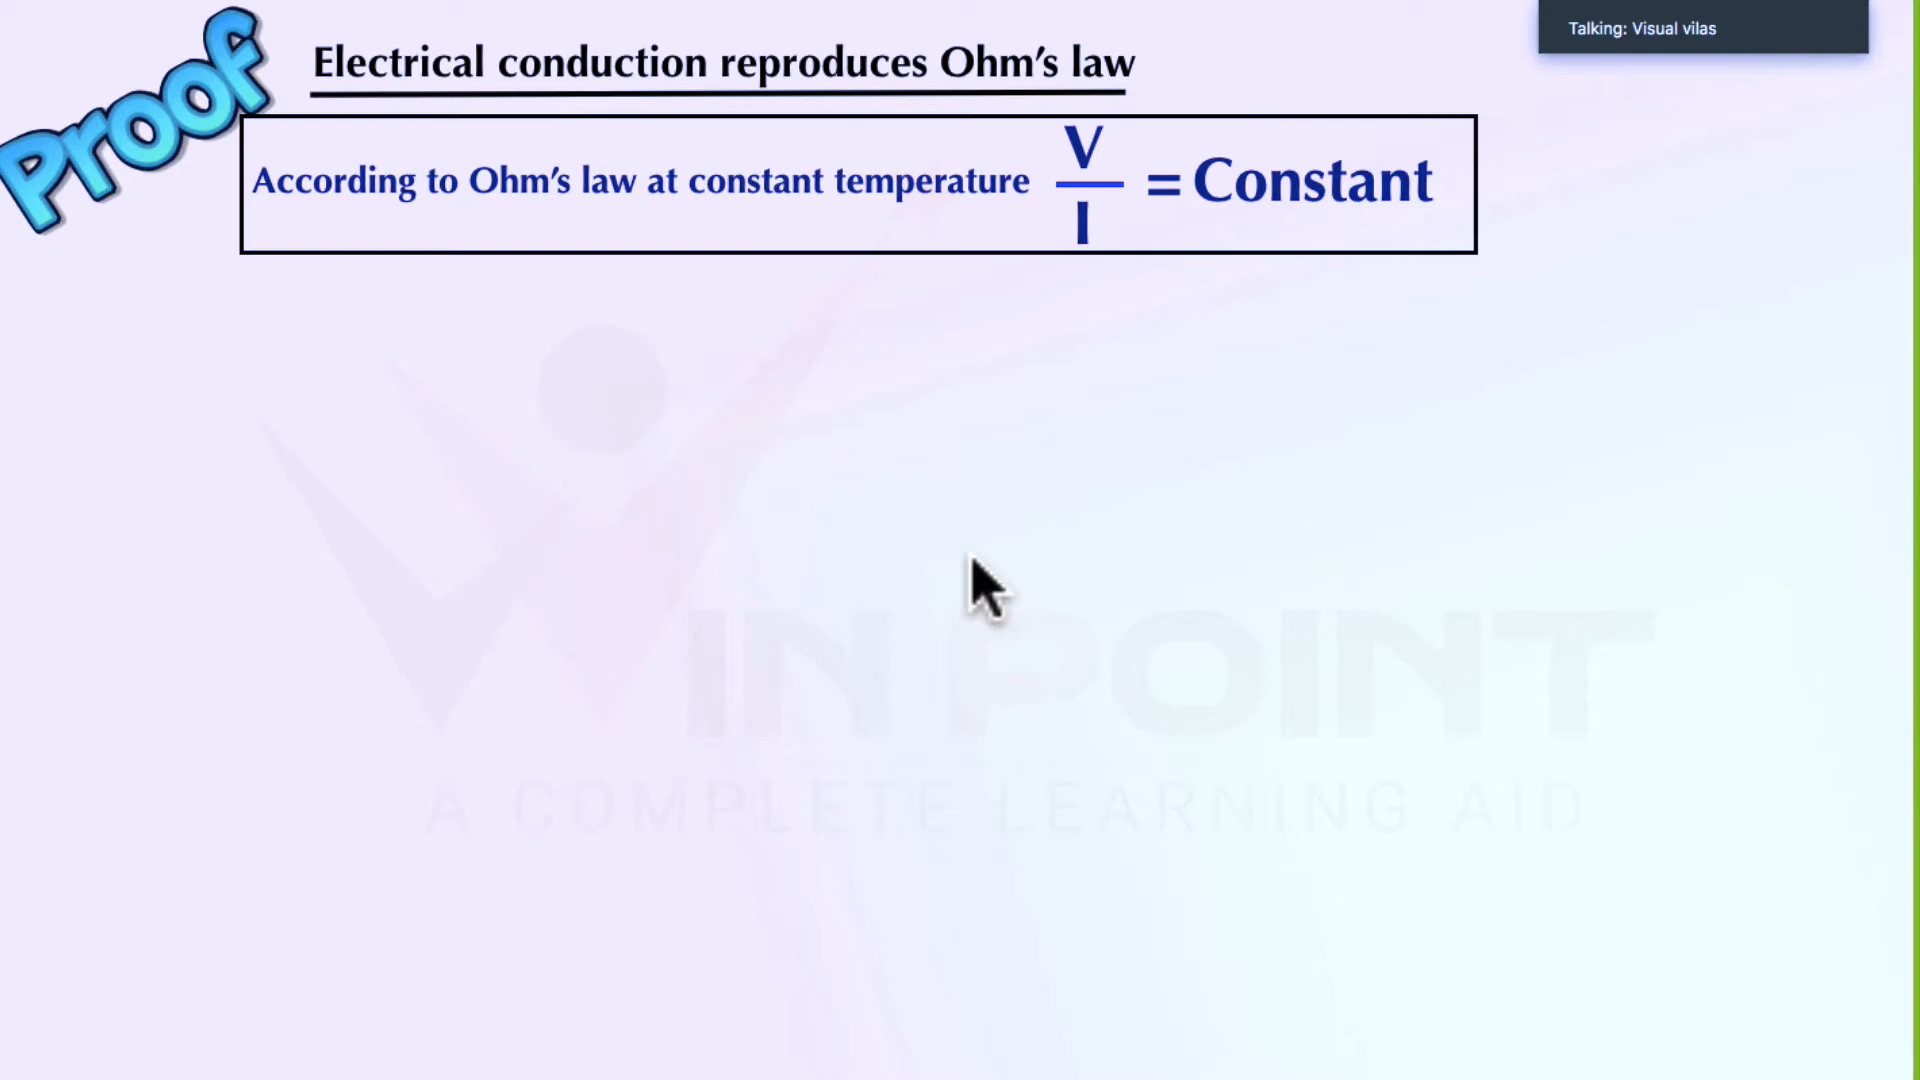 Talking: Visual vilas
Proof
Electrical conduction reproduces Ohm's law
According to Ohm's law at constant temperature V/I = Constant
WIN POINT
A COMPLETE LEARNING AID